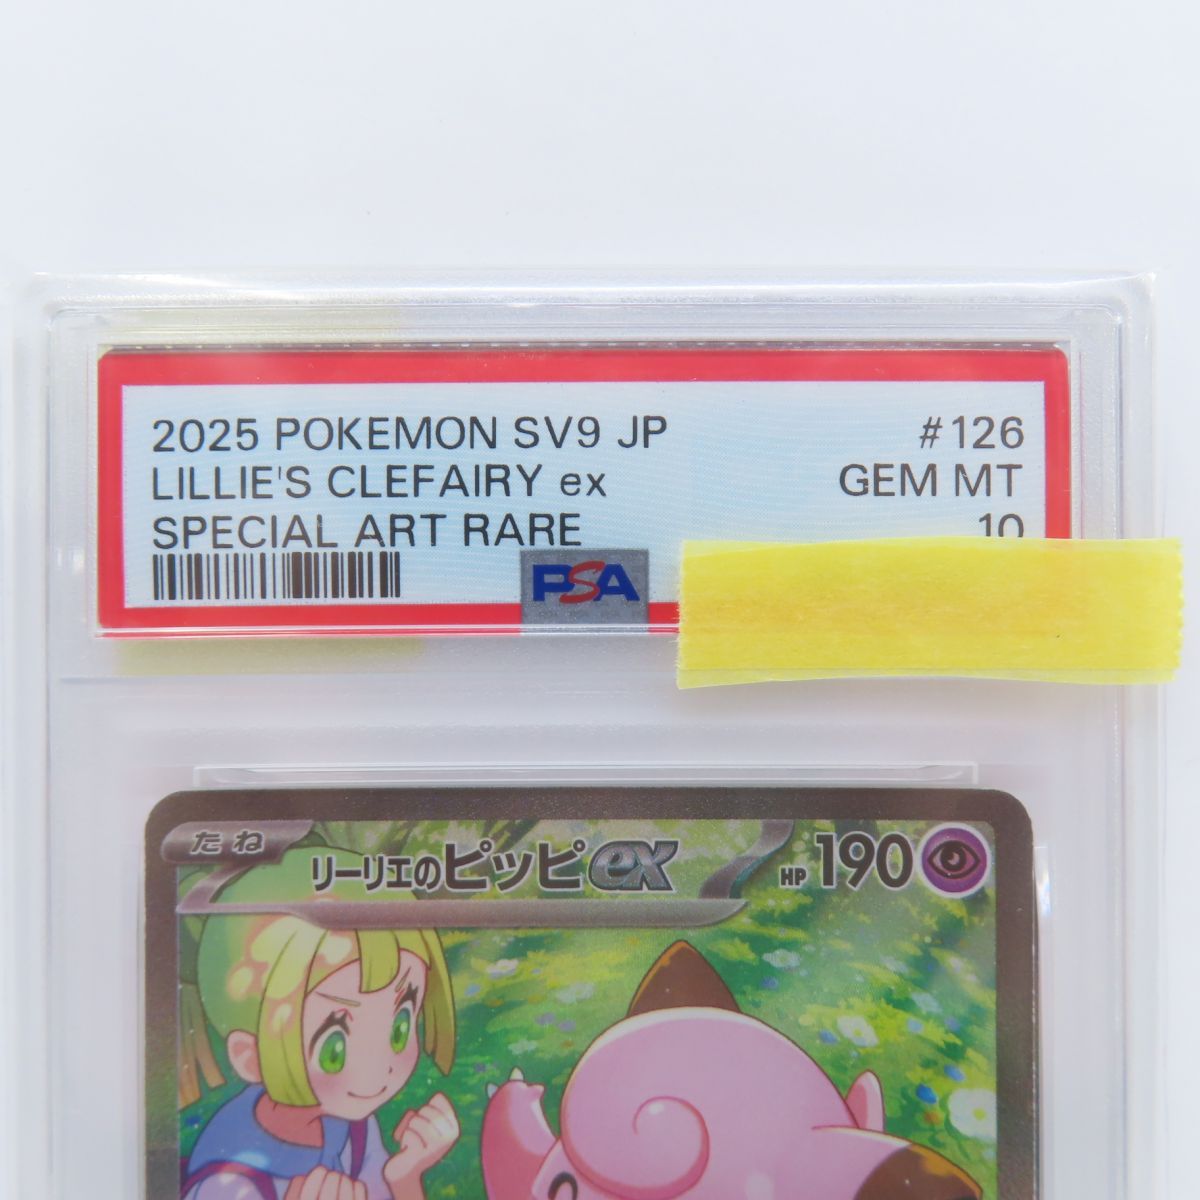 2025 POKEMON SV9 JP #126
LILLIE'S CLEFAIRY ex GEM MT
SPECIAL ART RARE 10
PSA
たね
リーリエのピッピex HP 190